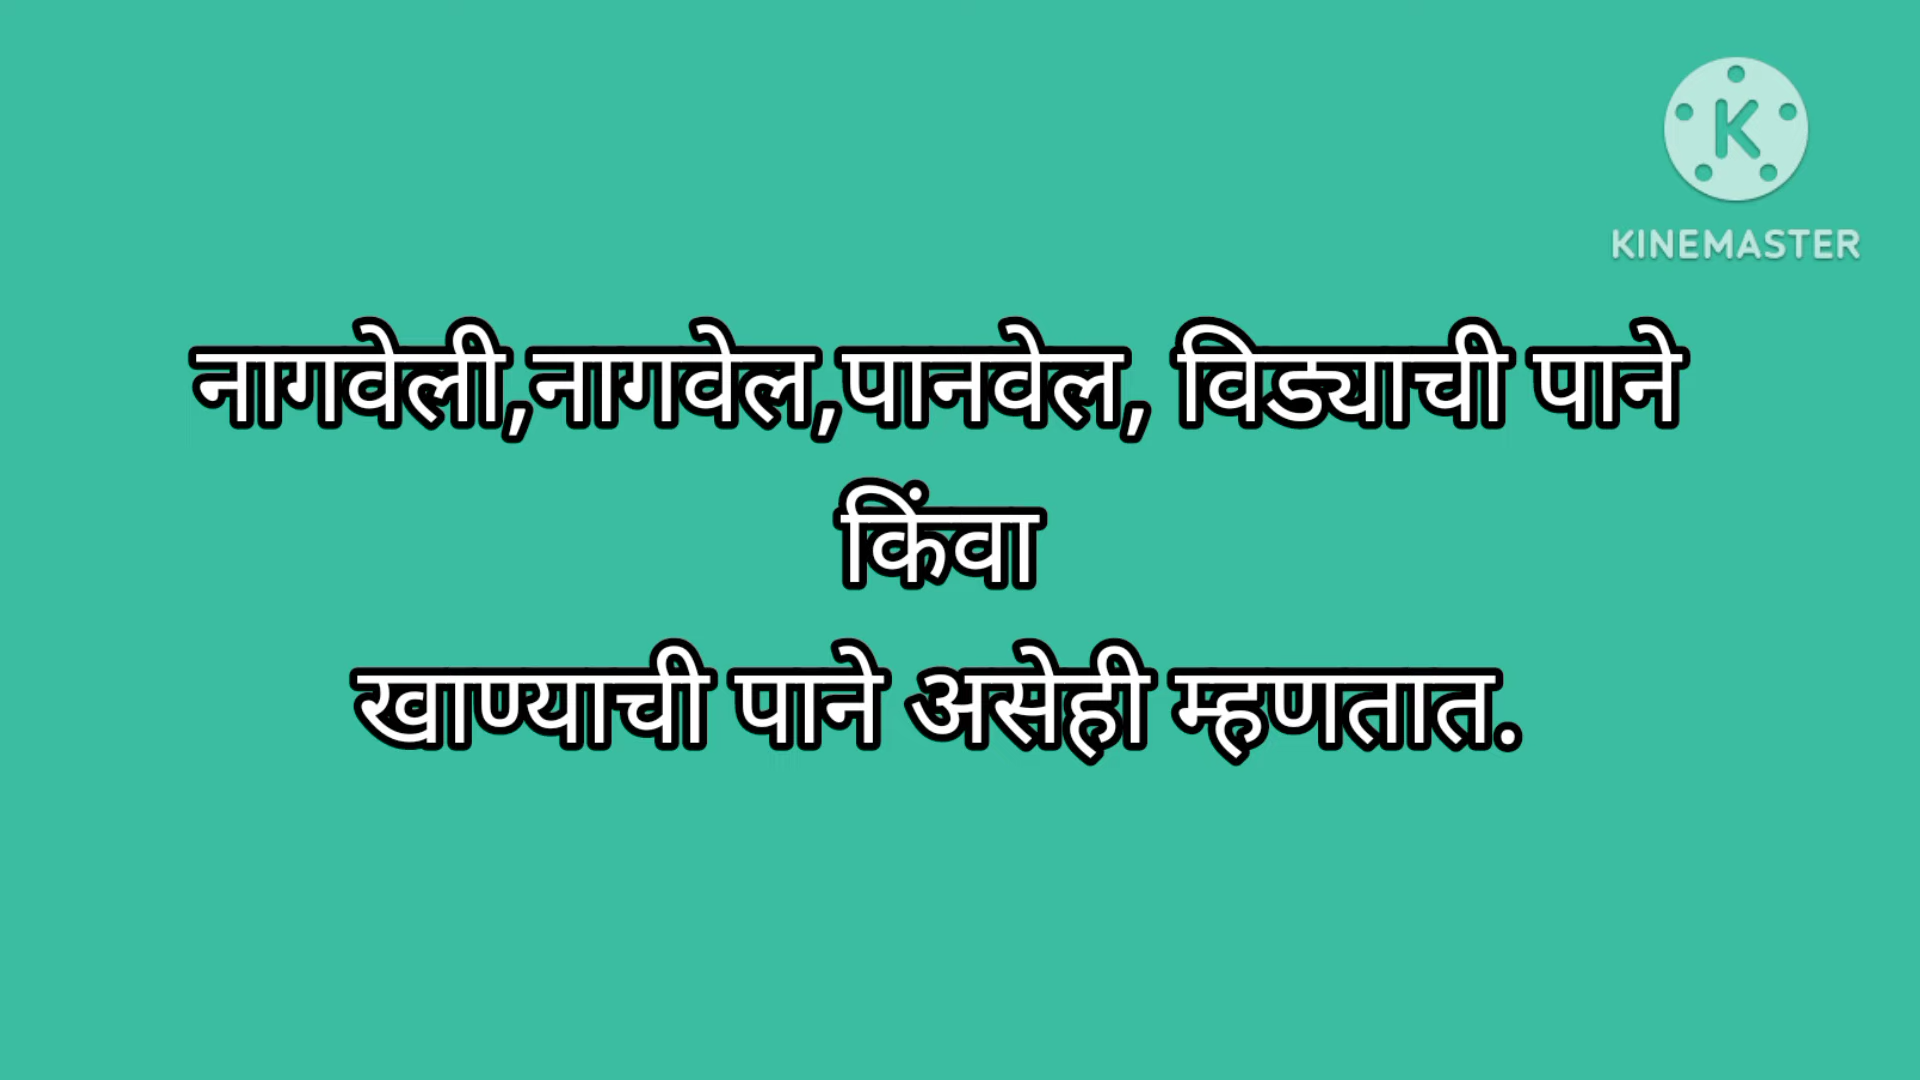 KINEMASTER
नागवेली,नागवेल,पानवेल, विड्याची पाने
किंवा
खाण्याची पाने असेही म्हणतात.